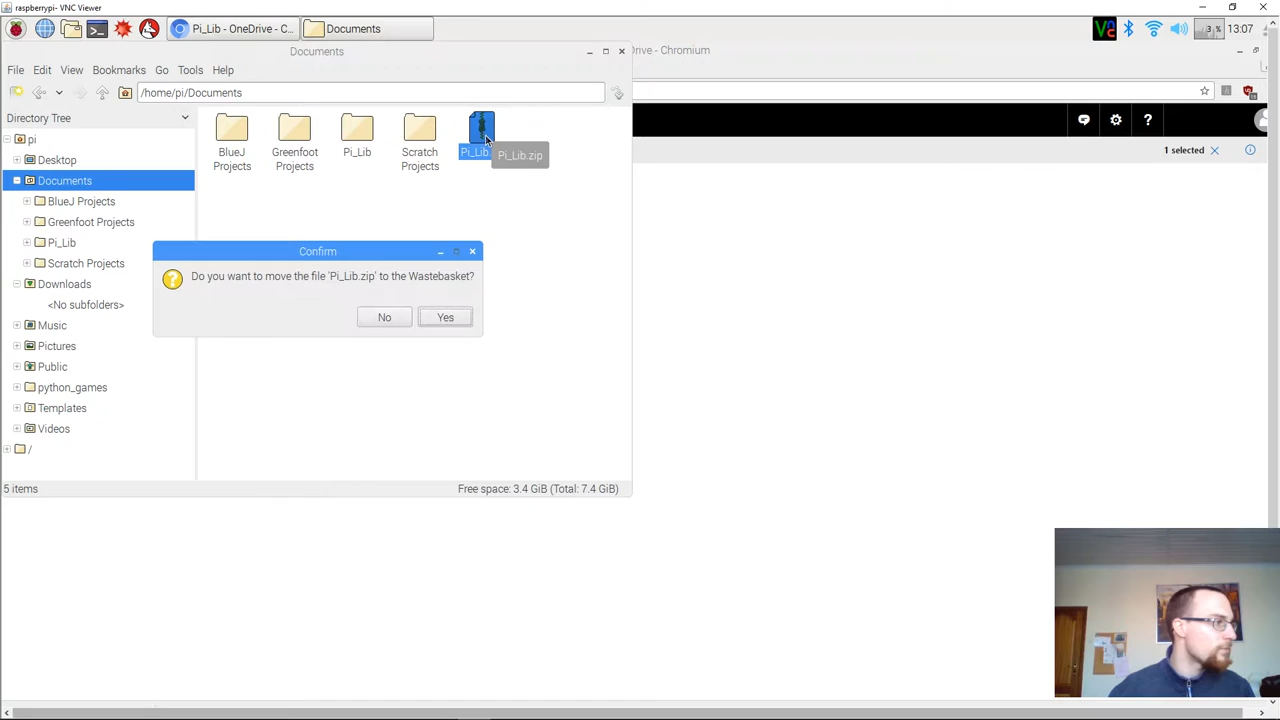 raspberrypi - VNC Viewer
Pi_Lib - OneDrive - C...
Documents
3 %
13:07
Documents
Drive - Chromium
File Edit View Bookmarks Go Tools Help
/home/pi/Documents
Directory Tree
pi
Desktop
Documents
BlueJ Projects
Greenfoot Projects
Pi_Lib
Scratch Projects
Downloads
<No subfolders>
Music
Pictures
Public
python_games
Templates
Videos
/
BlueJ
Projects
Greenfoot
Projects
Pi_Lib
Scratch
Projects
Pi_Lib.
Pi_Lib.zip
1 selected
Confirm
Do you want to move the file 'Pi_Lib.zip' to the Wastebasket?
No
Yes
5 items
Free space: 3.4 GiB (Total: 7.4 GiB)